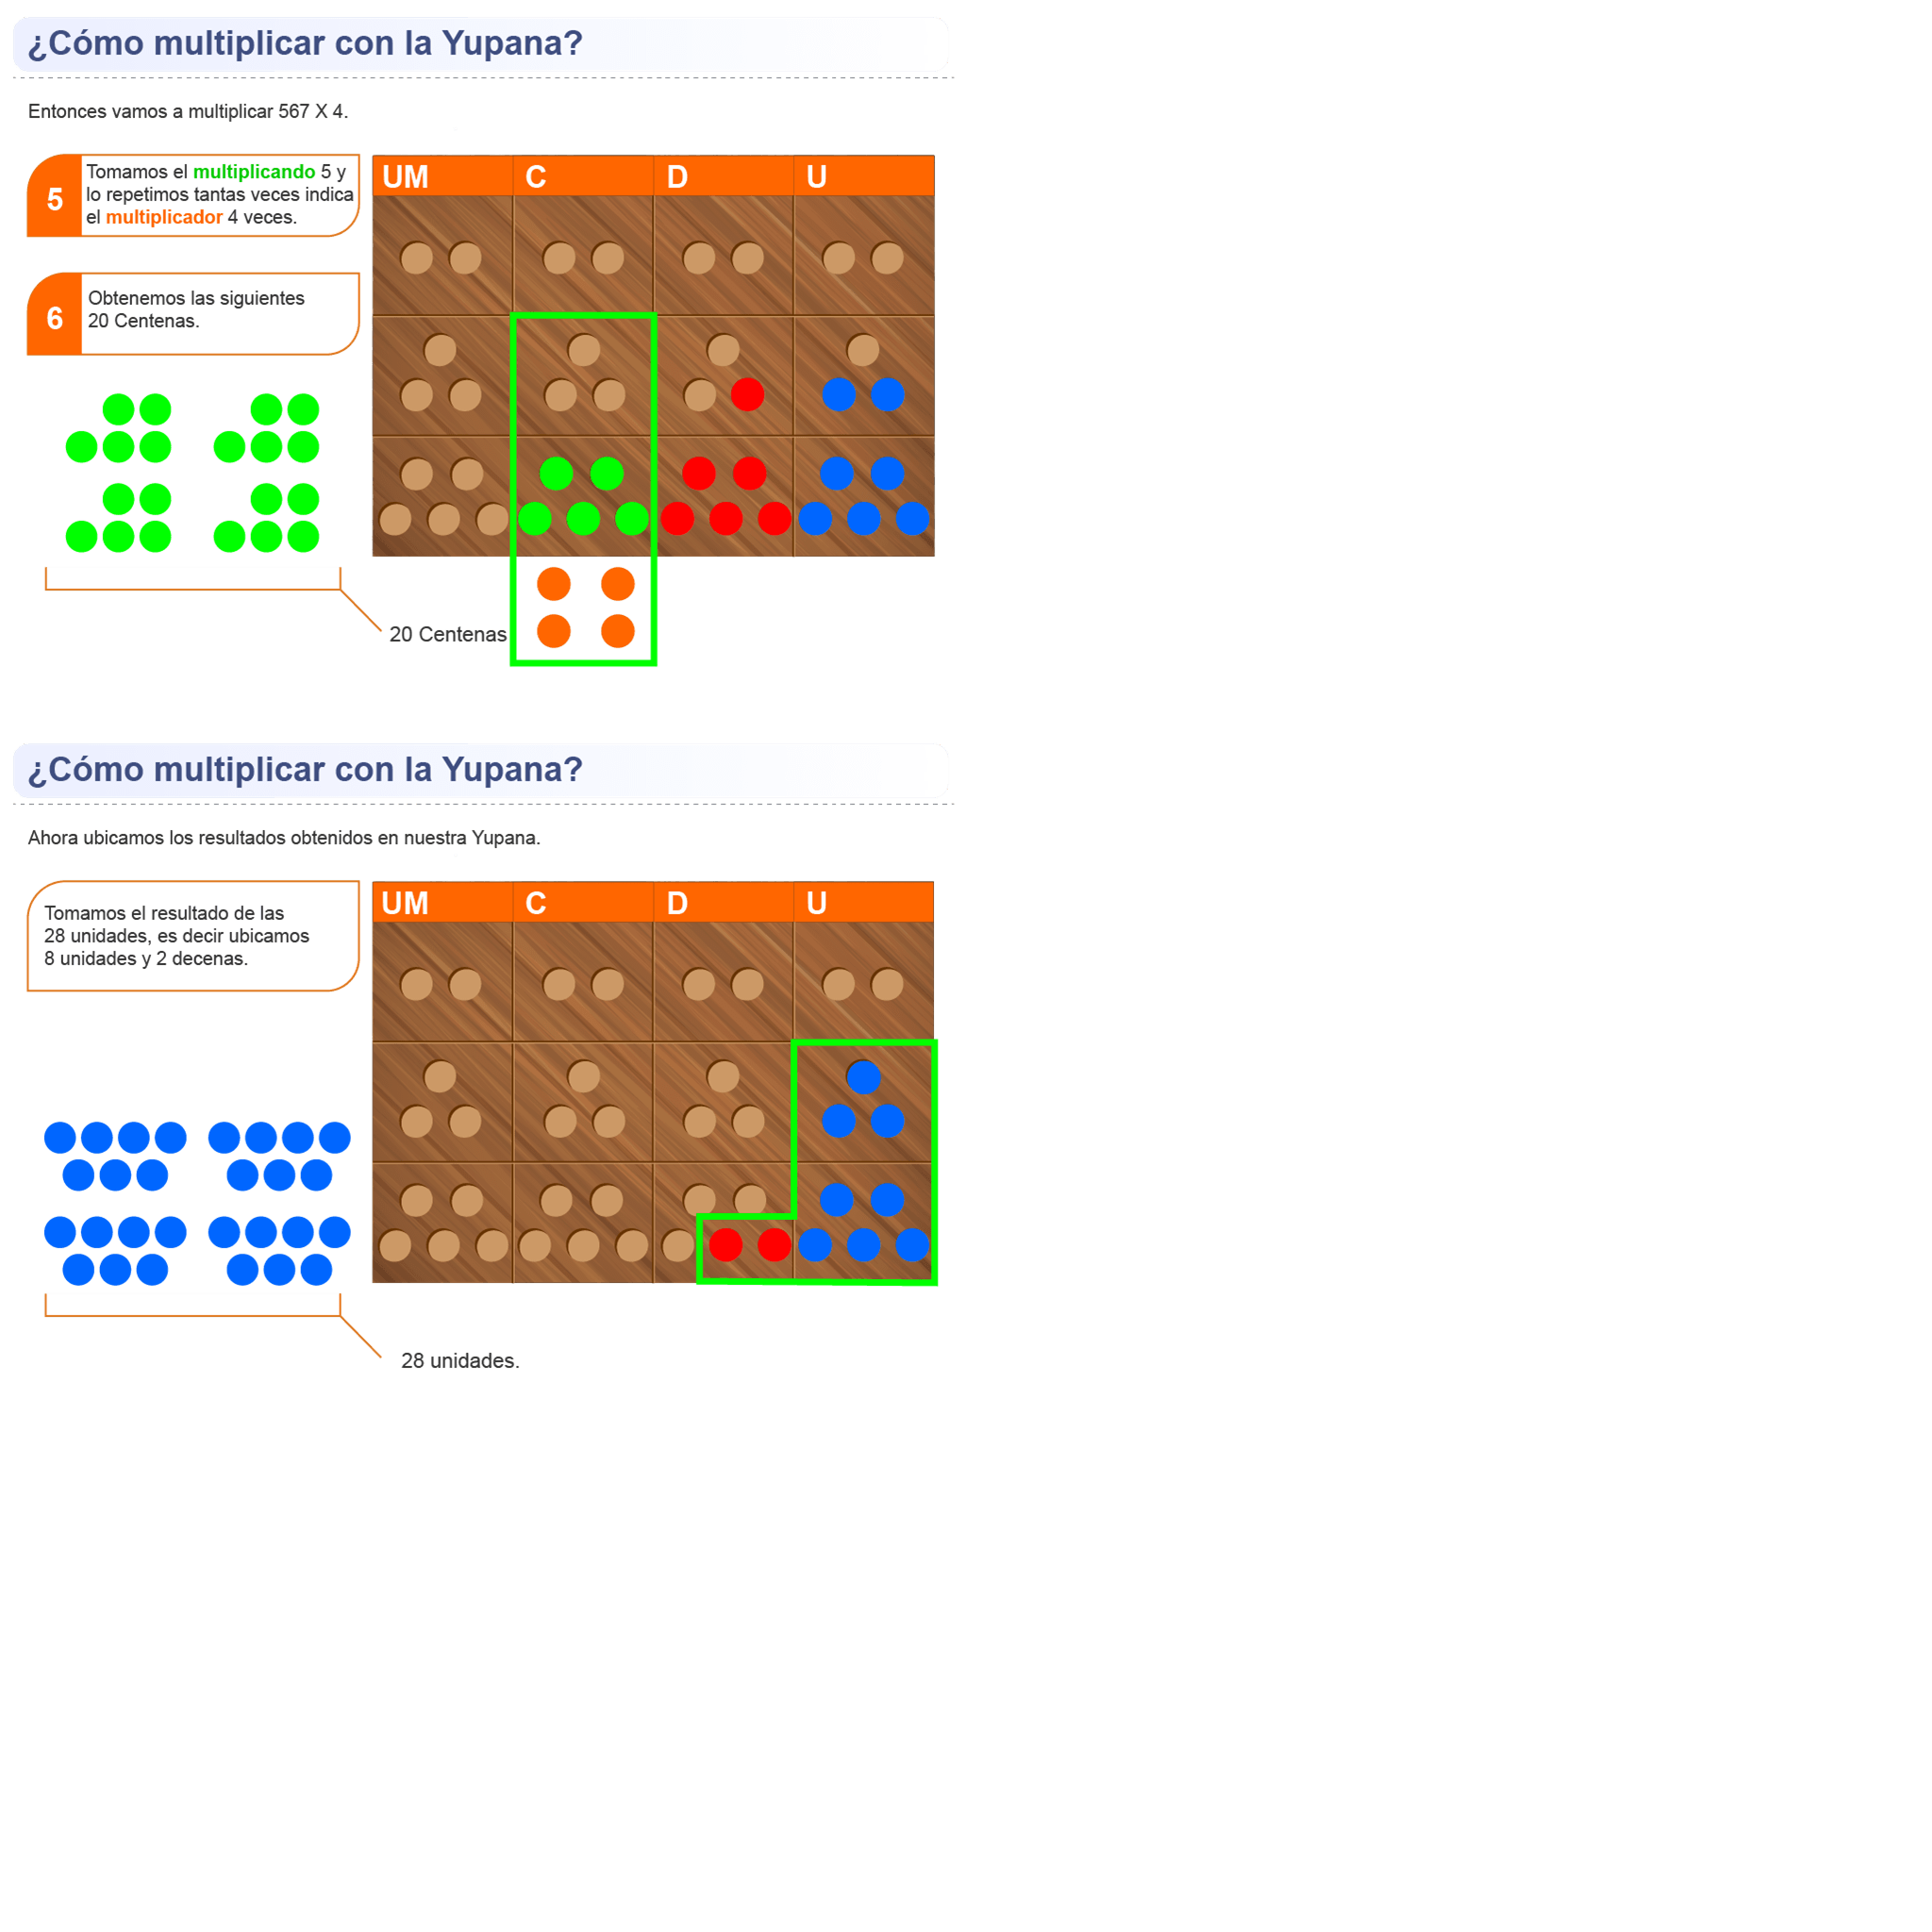 ¿Cómo multiplicar con la Yupana?
Entonces vamos a multiplicar 567 X 4.
5
Tomamos el multiplicando 5 y
lo repetimos tantas veces indica
el multiplicador 4 veces.
6
Obtenemos las siguientes
20 Centenas.
UM C D U
20 Centenas
¿Cómo multiplicar con la Yupana?
Ahora ubicamos los resultados obtenidos en nuestra Yupana.
Tomamos el resultado de las
28 unidades, es decir ubicamos
8 unidades y 2 decenas.
UM C D U
28 unidades.